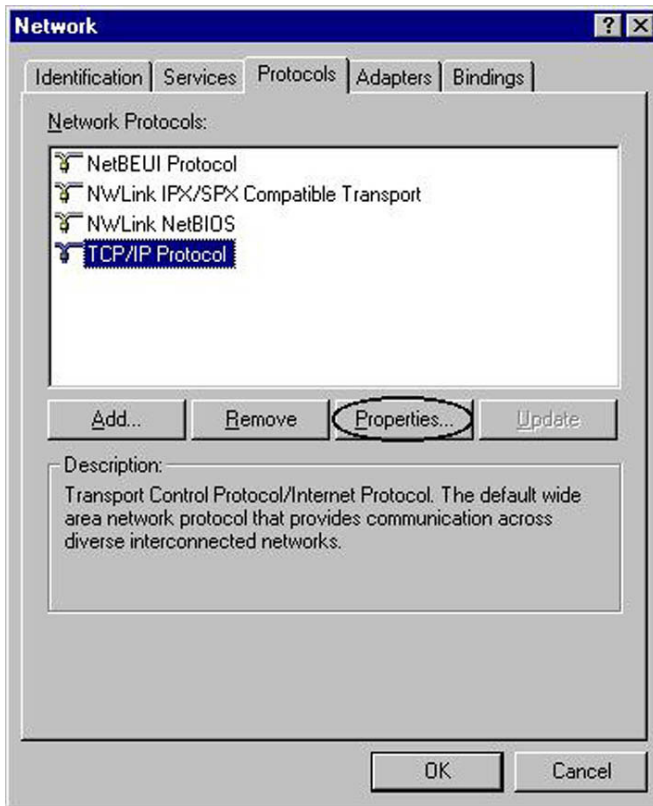 Network
Identification Services Protocols Adapters Bindings
Network Protocols:
NetBEUI Protocol
NWLink IPX/SPX Compatible Transport
NWLink NetBIOS
TCP/IP Protocol
Add... Remove Properties... Update
Description:
Transport Control Protocol/Internet Protocol. The default wide
area network protocol that provides communication across
diverse interconnected networks.
OK Cancel